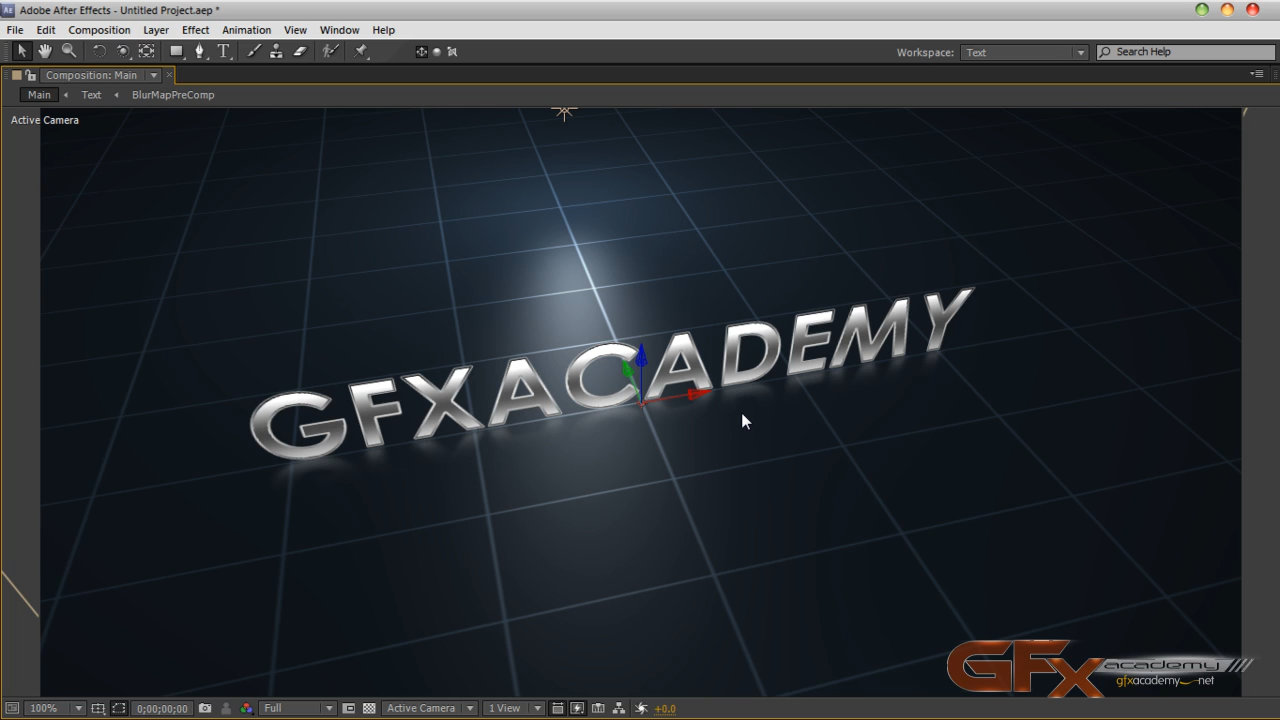 Adobe After Effects - Untitled Project.aep *
File Edit Composition Layer Effect Animation View Window Help
Workspace: Text Search Help
Composition: Main
Main Text BlurMapPreComp
Active Camera
GFXACADEMY
GFx academy
gfxacademy.net
100% 0;00;00;00 Full Active Camera 1 View +0.0